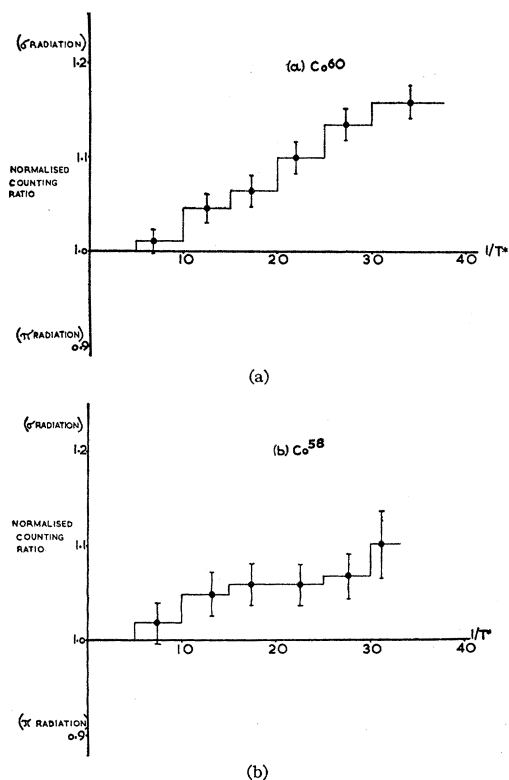 (σ RADIATION)
1.2
(a) Co60
NORMALISED
COUNTING
RATIO
1.1
1.0
10
20
30
40
1/T*
(π RADIATION)
0.9
(a)
(σ RADIATION)
1.2
(b) Co58
NORMALISED
COUNTING
RATIO
1.1
1.0
10
20
30
40
1/T*
(π RADIATION)
0.9
(b)